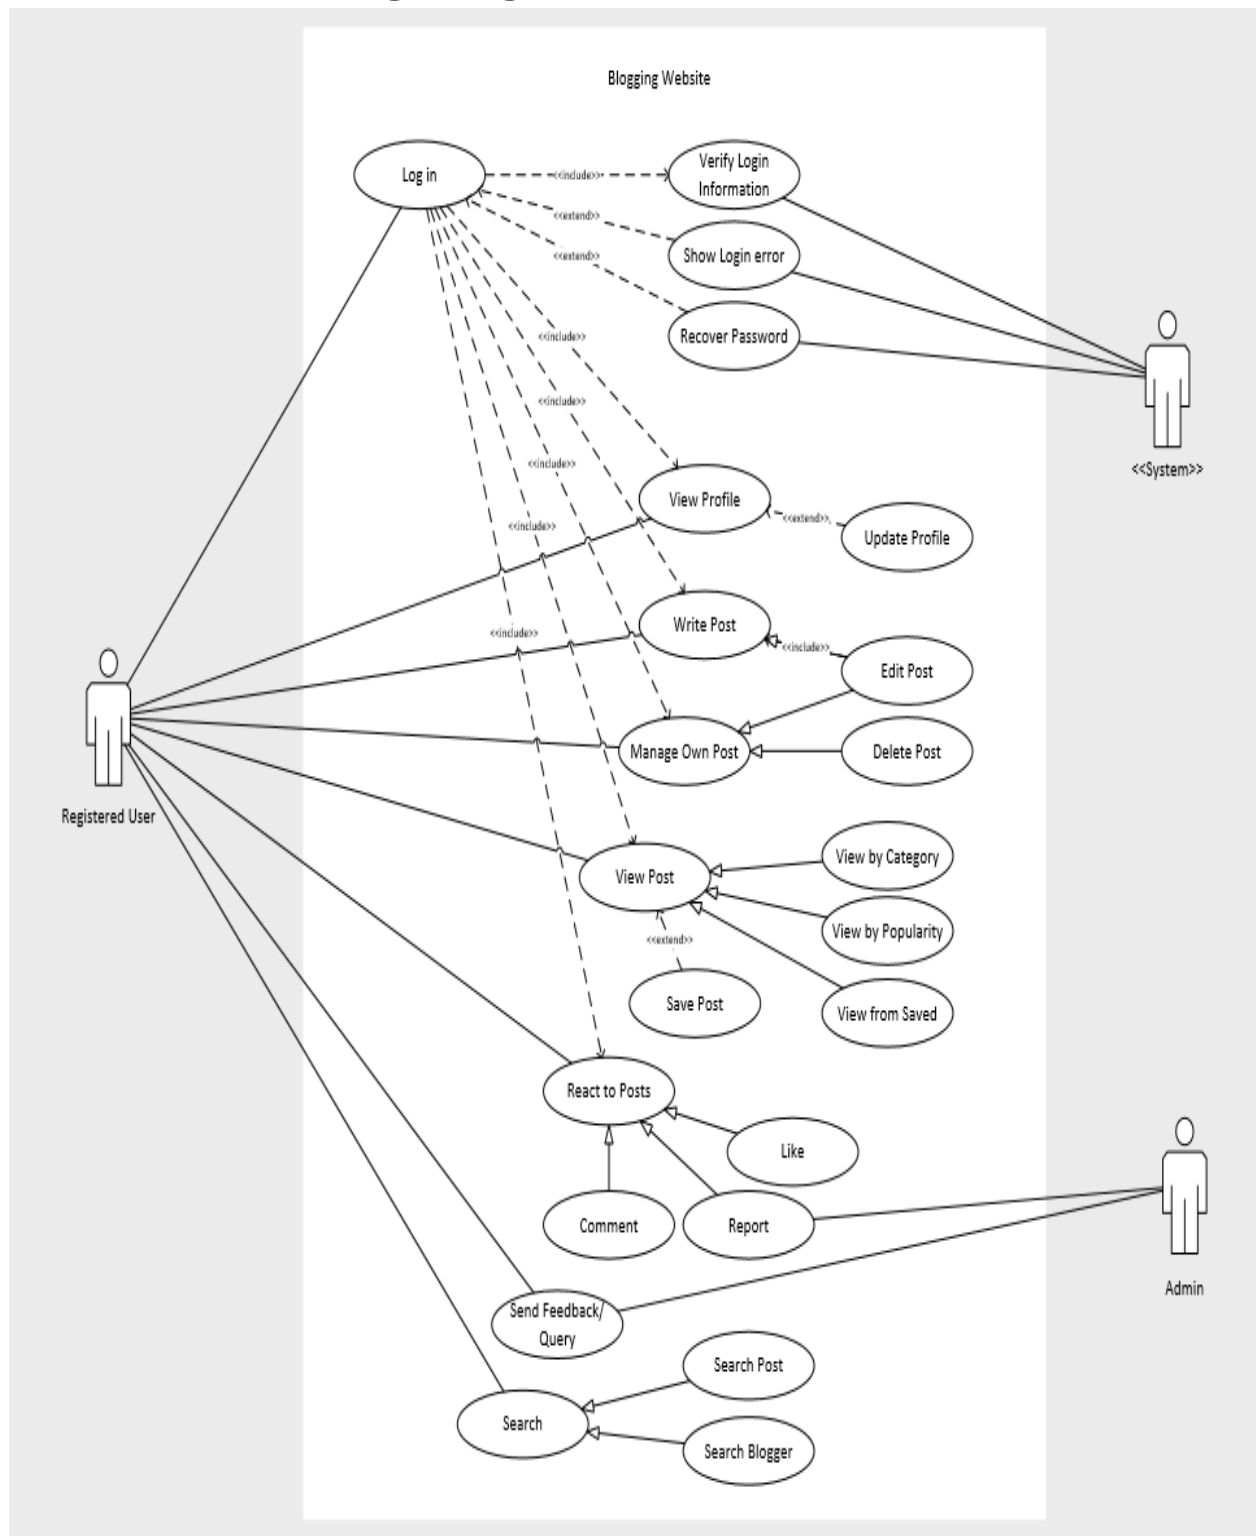 Blogging Website
Log in
<<include>>
Verify Login
Information
<<extend>>
Show Login error
<<extend>>
Recover Password
<<include>>
<<include>>
<<include>>
<<System>>
View Profile
<<extend>>
<<include>>
Update Profile
Write Post
<<include>>
<<include>>
Edit Post
Manage Own Post
Delete Post
Registered User
View by Category
View Post
View by Popularity
<<extend>>
Save Post
View from Saved
React to Posts
Like
Comment
Report
Admin
Send Feedback/
Query
Search Post
Search
Search Blogger